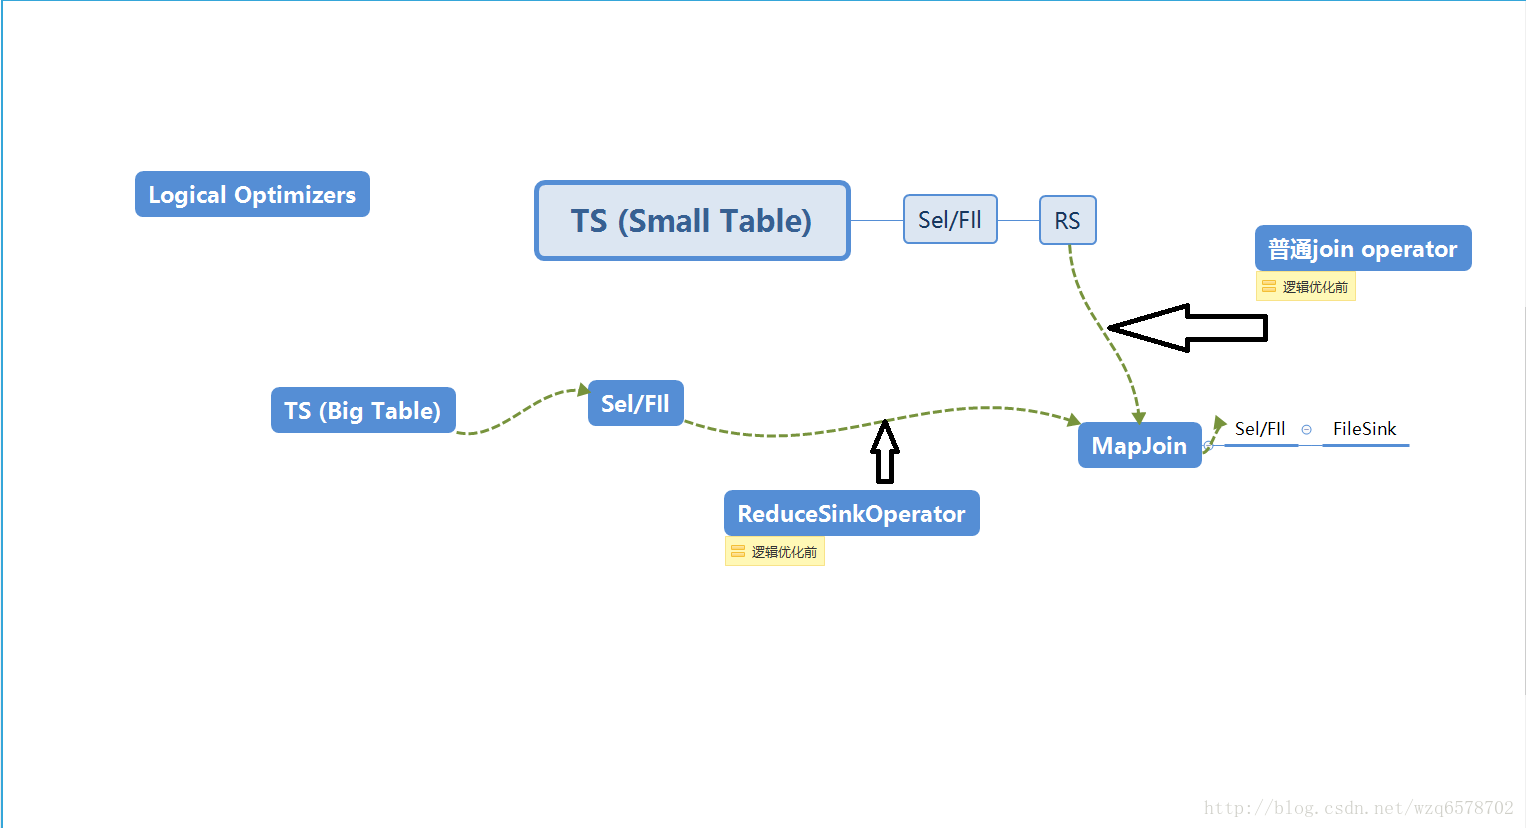 Logical Optimizers
TS (Small Table)
Sel/FIl
RS
普通join operator
逻辑优化前
TS (Big Table)
Sel/FIl
MapJoin
Sel/FIl
FileSink
ReduceSinkOperator
逻辑优化前
http://blog.csdn.net/wzq6578702